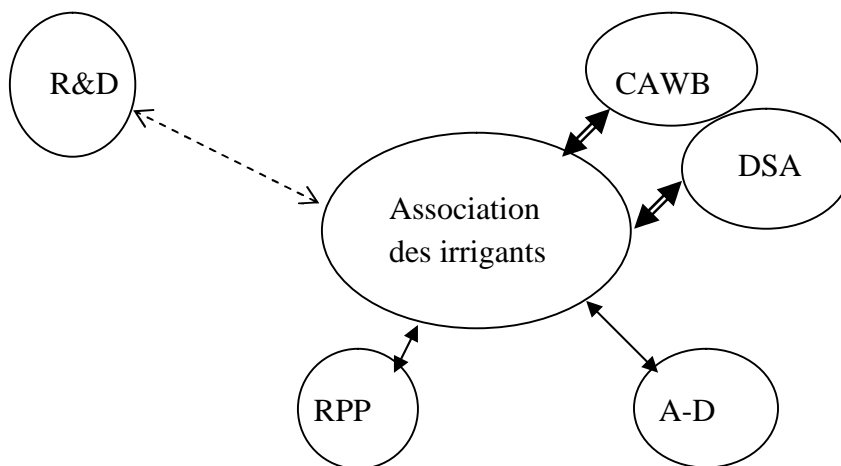 R&D
CAWB
DSA
Association
des irrigants
RPP
A-D